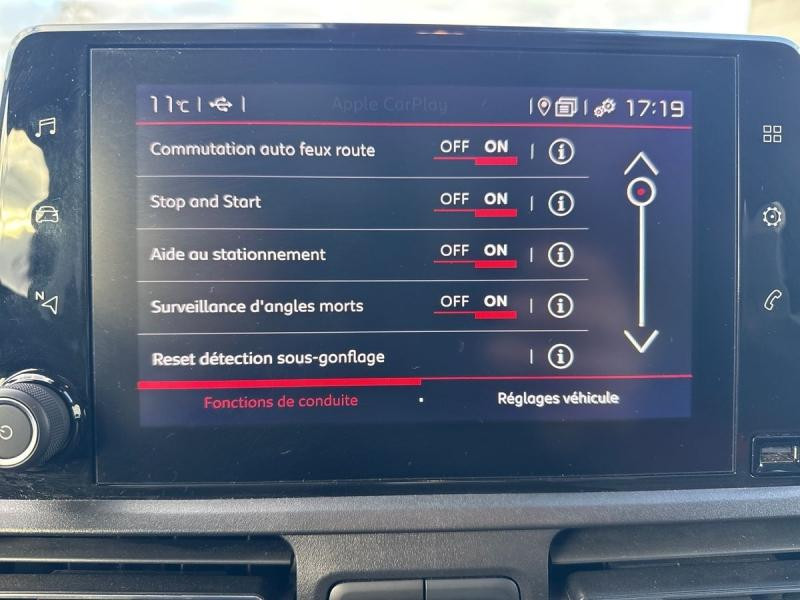 11°C Apple CarPlay 17:19
Commutation auto feux route OFF ON i
Stop and Start OFF ON i
Aide au stationnement OFF ON i
Surveillance d'angles morts OFF ON i
Reset détection sous-gonflage i
Fonctions de conduite Réglages véhicule
N